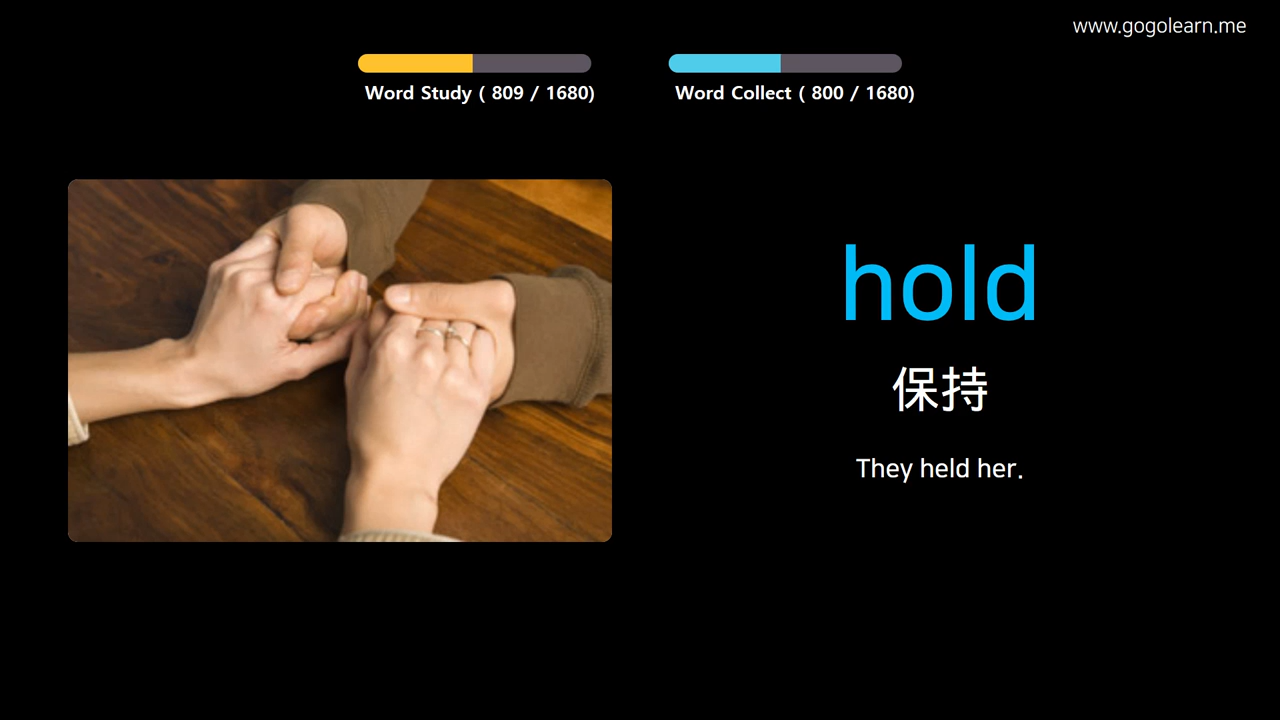 www.gogolearn.me
Word Study ( 809 / 1680)
Word Collect ( 800 / 1680)
hold
保持
They held her.